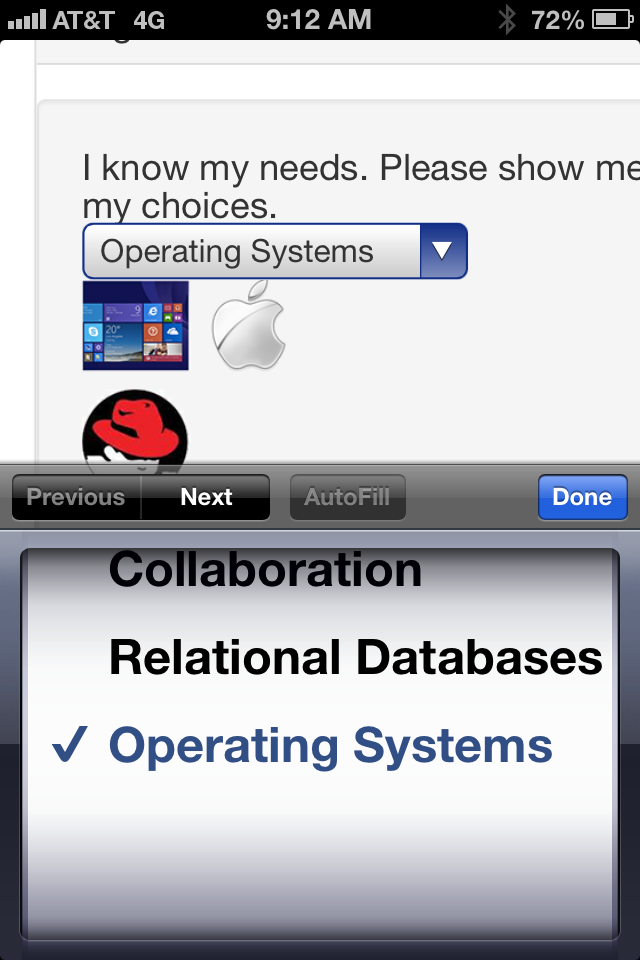 AT&T 4G 9:12 AM 72%
I know my needs. Please show me
my choices.
Operating Systems
Previous Next AutoFill Done
Collaboration
Relational Databases
✓ Operating Systems